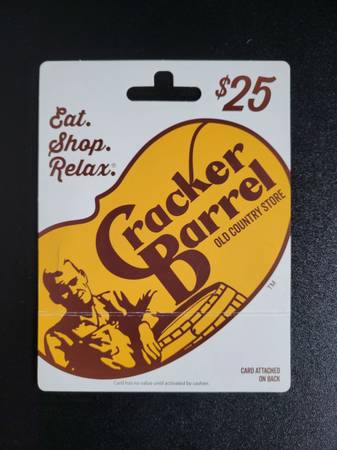 $25
Eat.
Shop.
Relax.®
Cracker
Barrel
OLD COUNTRY STORE
TM
CARD ATTACHED
ON BACK
Card has no value until activated by cashier.